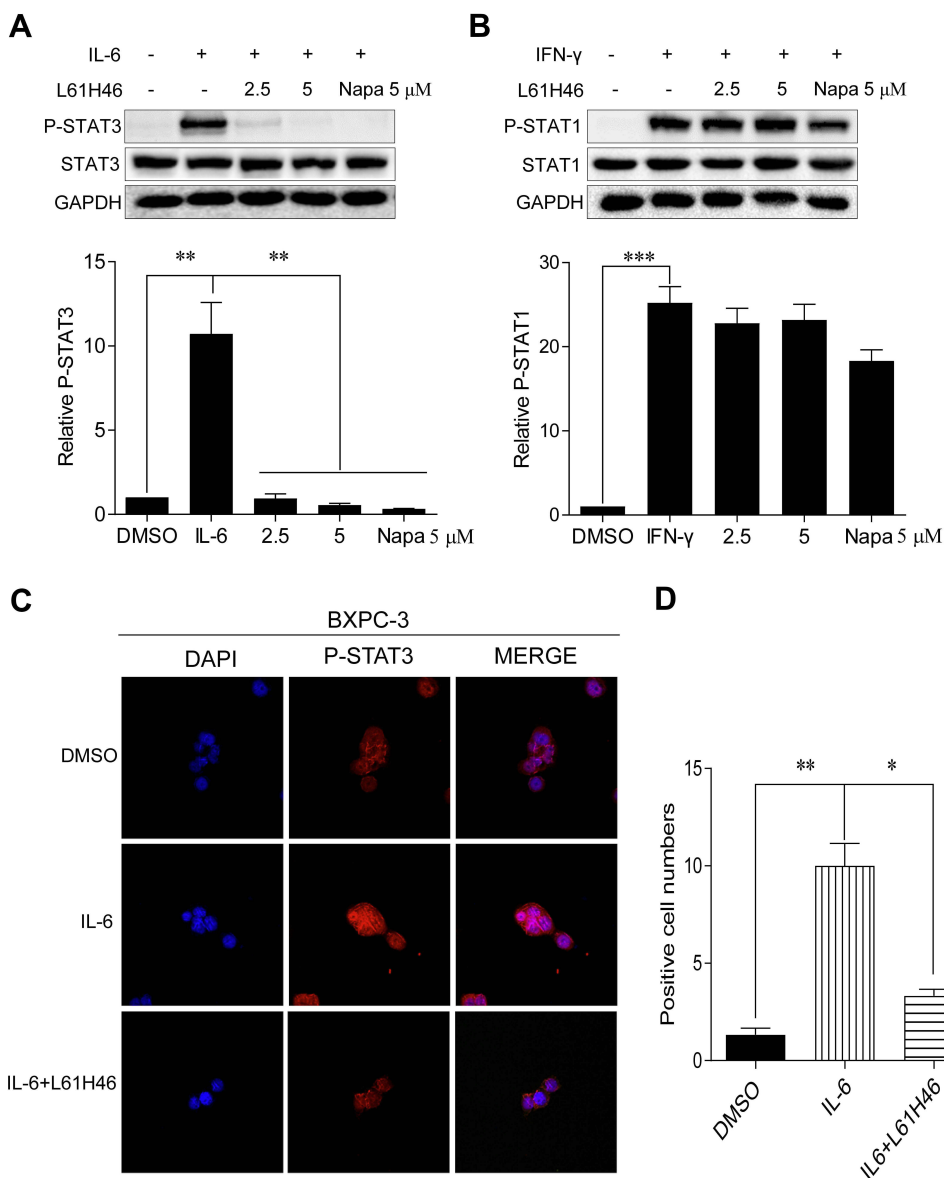 A
IL-6 - + + + +
L61H46 - - 2.5 5 Napa 5 μM
P-STAT3
STAT3
GAPDH
** **
15
10
5
0
Relative P-STAT3
DMSO IL-6 2.5 5 Napa 5 μM
B
IFN-γ - + + + +
L61H46 - - 2.5 5 Napa 5 μM
P-STAT1
STAT1
GAPDH
***
30
20
10
0
Relative P-STAT1
DMSO IFN-γ 2.5 5 Napa 5 μM
C
BXPC-3
DAPI P-STAT3 MERGE
DMSO
IL-6
IL-6+L61H46
D
** *
15
10
5
0
Positive cell numbers
DMSO IL-6 IL6+L61H46